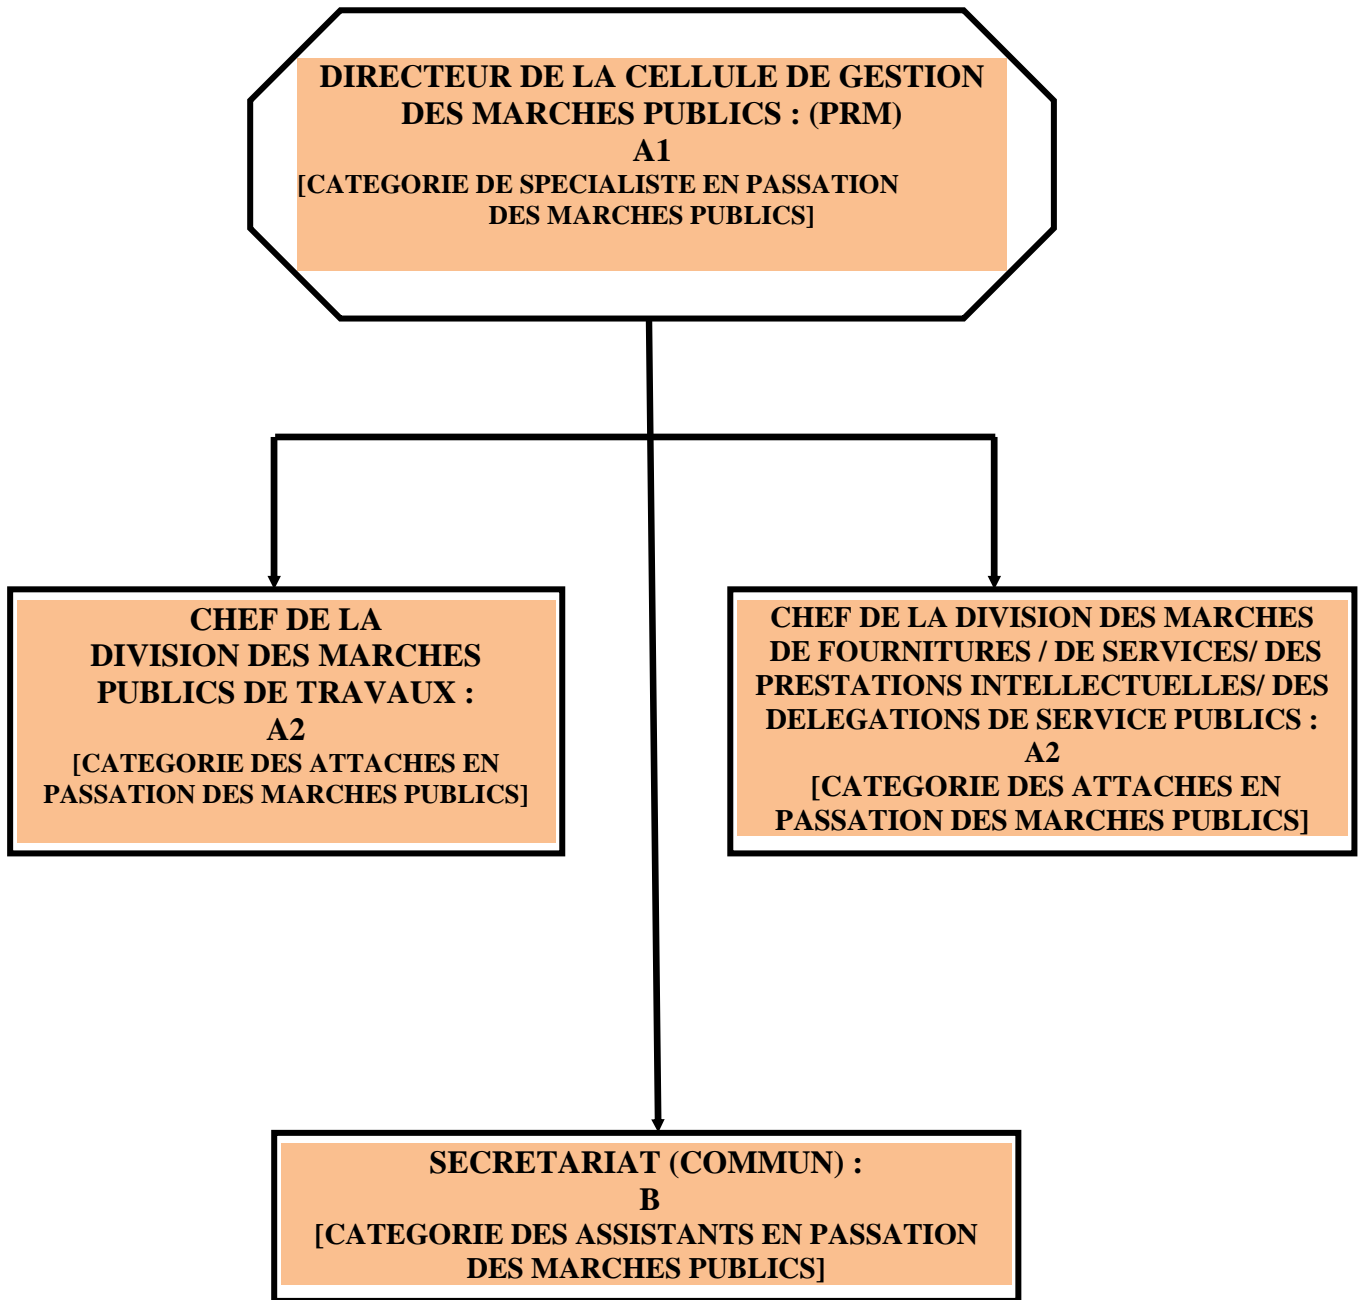 DIRECTEUR DE LA CELLULE DE GESTION
DES MARCHES PUBLICS : (PRM)
A1
[CATEGORIE DE SPECIALISTE EN PASSATION
DES MARCHES PUBLICS]
CHEF DE LA
DIVISION DES MARCHES
PUBLICS DE TRAVAUX :
A2
[CATEGORIE DES ATTACHES EN
PASSATION DES MARCHES PUBLICS]
CHEF DE LA DIVISION DES MARCHES
DE FOURNITURES / DE SERVICES/ DES
PRESTATIONS INTELLECTUELLES/ DES
DELEGATIONS DE SERVICE PUBLICS :
A2
[CATEGORIE DES ATTACHES EN
PASSATION DES MARCHES PUBLICS]
SECRETARIAT (COMMUN) :
B
[CATEGORIE DES ASSISTANTS EN PASSATION
DES MARCHES PUBLICS]